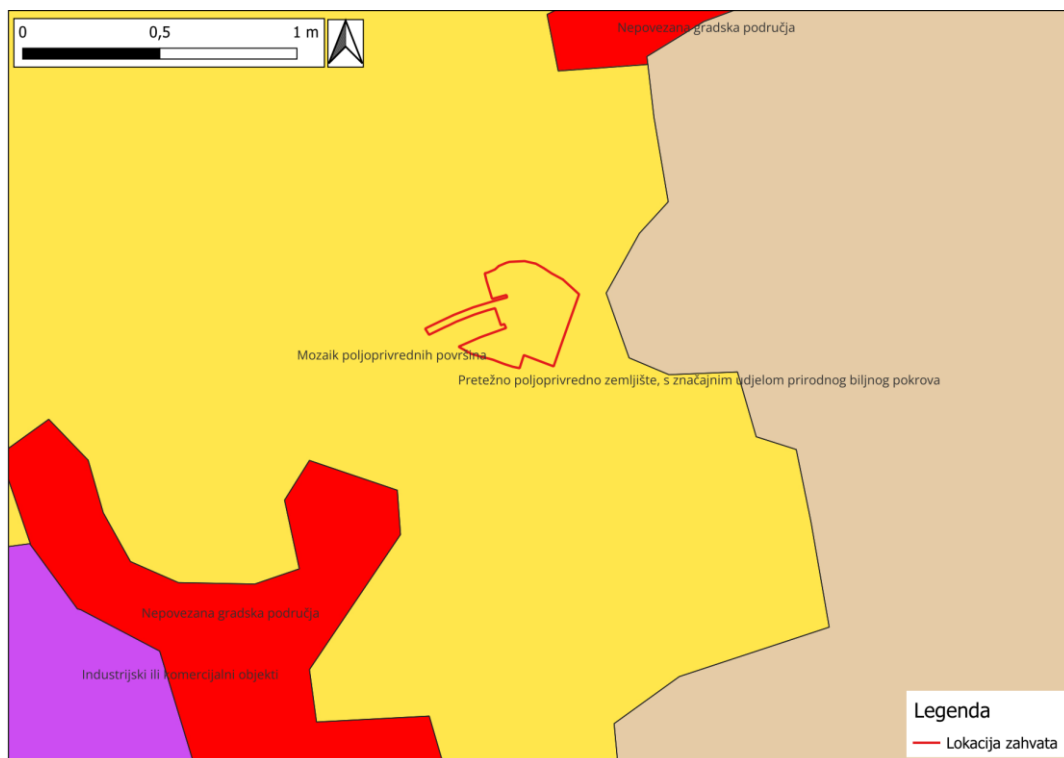 0 0,5 1 m
Nepovezana gradska područja
Mozaik poljoprivrednih površina
Pretežno poljoprivredno zemljište, s značajnim udjelom prirodnog biljnog pokrova
Nepovezana gradska područja
Industrijski ili komercijalni objekti
Legenda
Lokacija zahvata